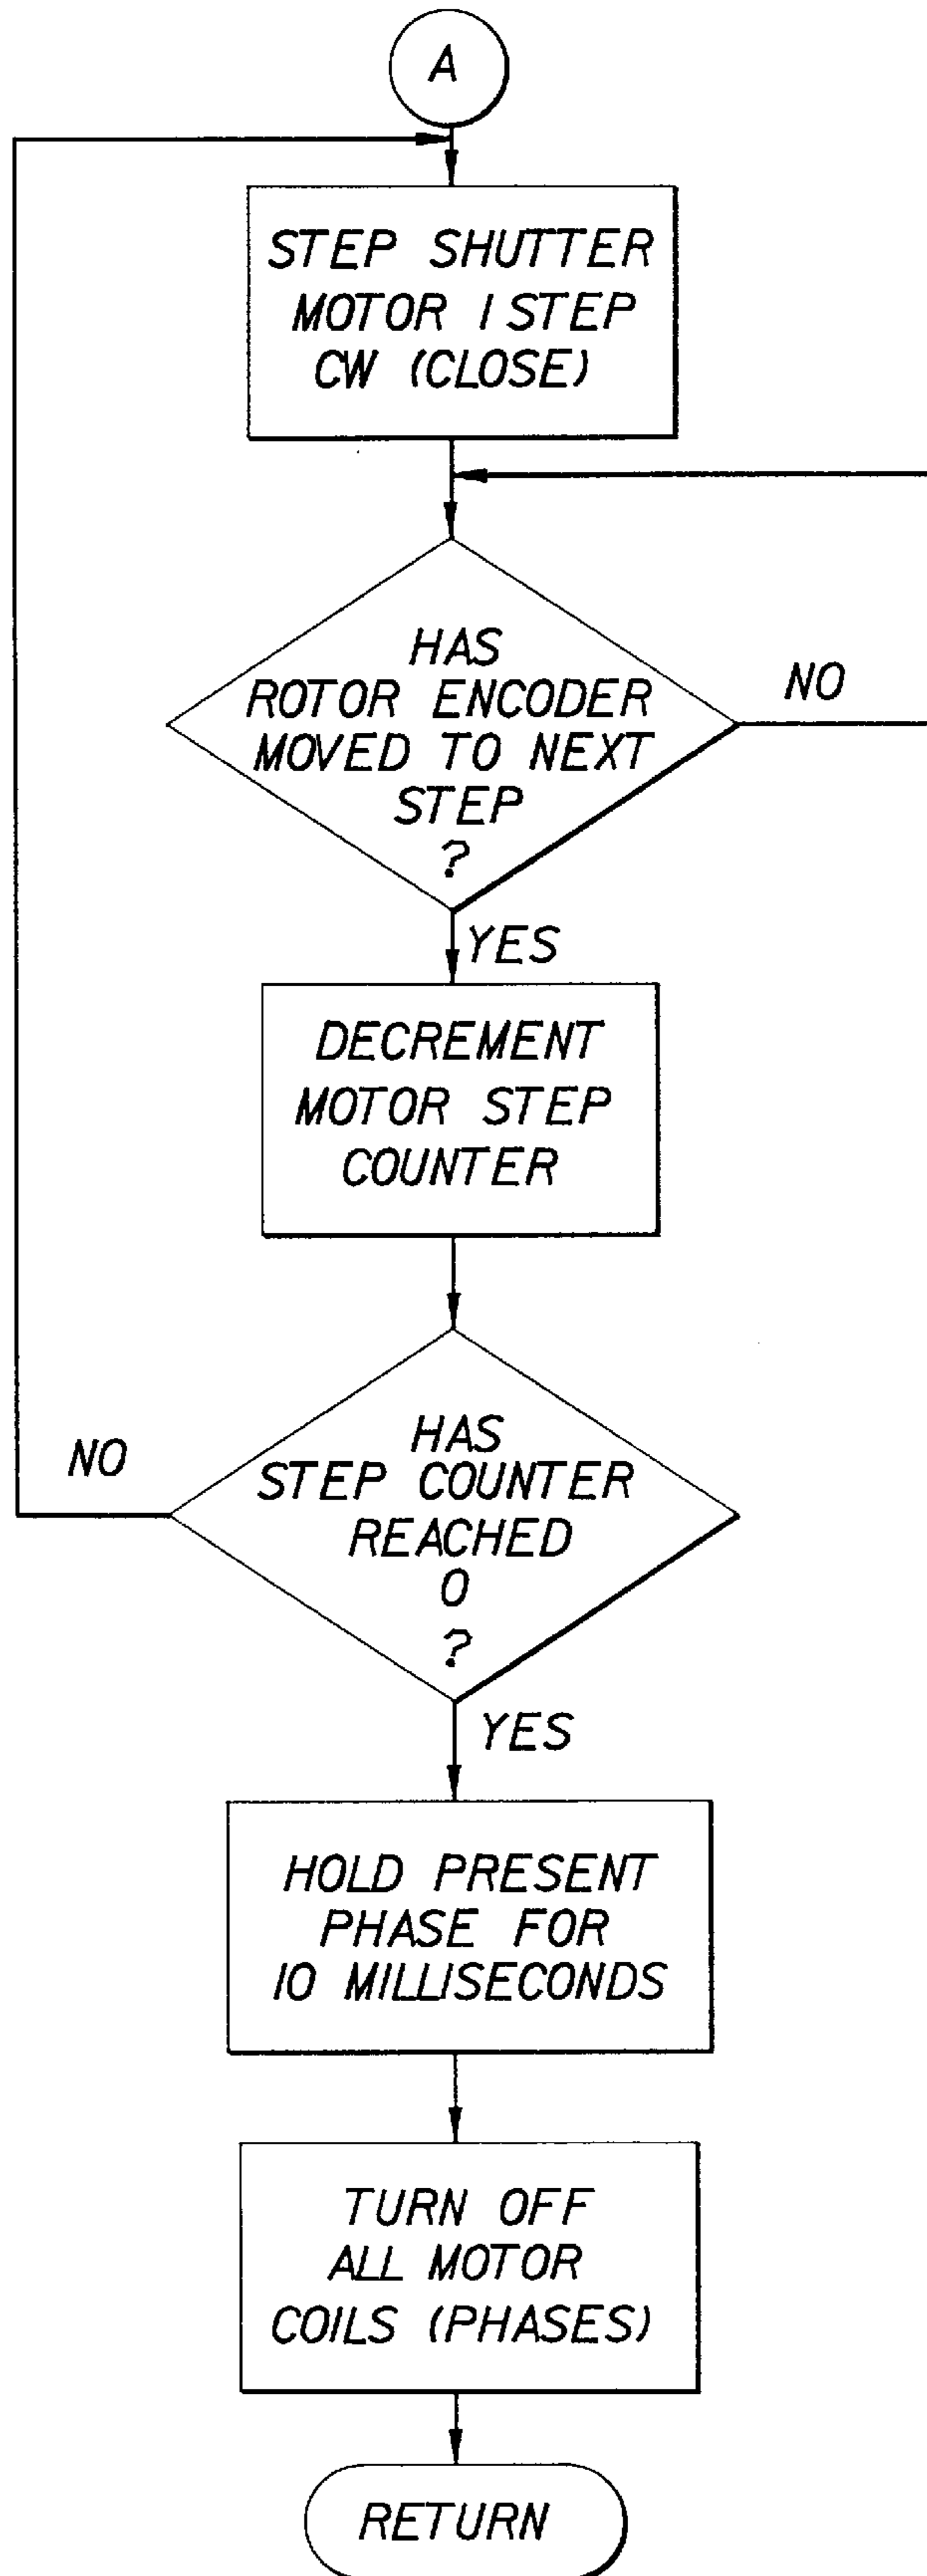 A
STEP SHUTTER
MOTOR 1 STEP
CW (CLOSE)
HAS
ROTOR ENCODER
MOVED TO NEXT
STEP
?
NO
YES
DECREMENT
MOTOR STEP
COUNTER
HAS
STEP COUNTER
REACHED
0
?
NO
YES
HOLD PRESENT
PHASE FOR
10 MILLISECONDS
TURN OFF
ALL MOTOR
COILS (PHASES)
RETURN